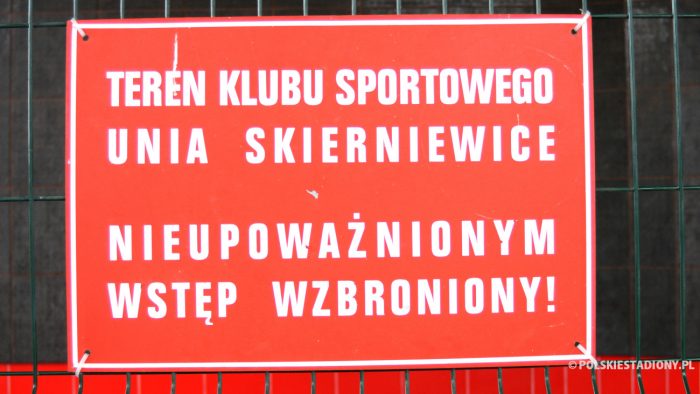 TEREN KLUBU SPORTOWEGO
UNIA SKIERNIEWICE
NIEUPOWAŻNIONYM
WSTĘP WZBRONIONY!
© POLSKIESTADIONY.PL